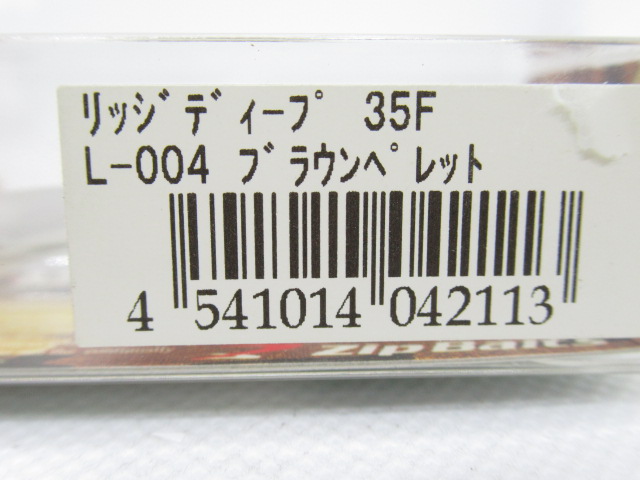 ﾘｯｼﾞﾃﾞｨｰﾌﾟ 35F
L-004 ﾌﾞﾗｳﾝﾍﾟﾚｯﾄ
4 541014 042113
ZipBaits